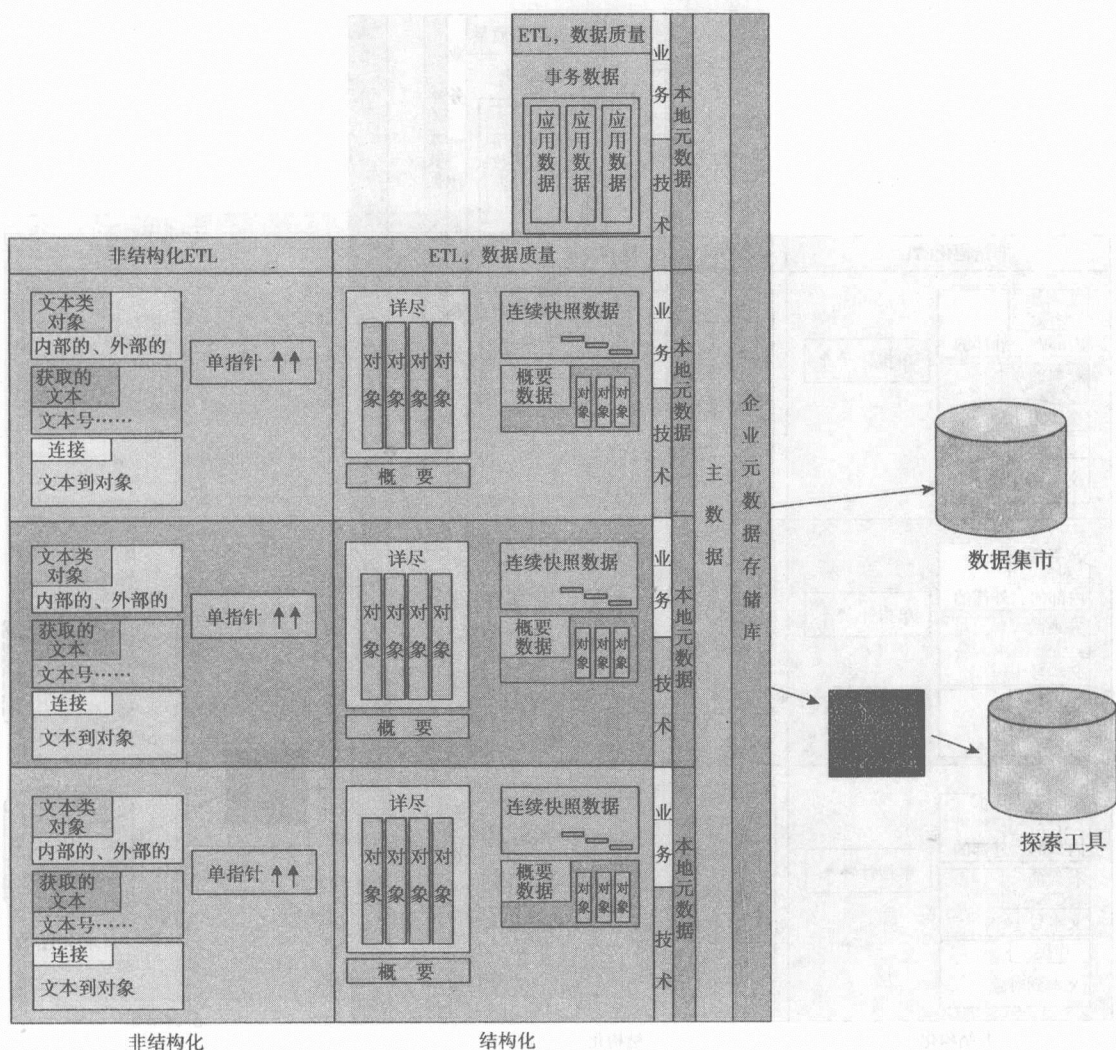 ETL，数据质量
事务数据
应用数据
应用数据
应用数据
业务
技术
本地元数据
非结构化ETL
ETL，数据质量
文本类
对象
内部的、外部的
获取的
文本
文本号……
连接
文本到对象
单指针
详尽
对象
对象
对象
对象
概 要
连续快照数据
概要
数据
对象
对象
对象
业务
技术
本地元数据
文本类
对象
内部的、外部的
获取的
文本
文本号……
连接
文本到对象
单指针
详尽
对象
对象
对象
对象
概 要
连续快照数据
概要
数据
对象
对象
对象
业务
技术
本地元数据
文本类
对象
内部的、外部的
获取的
文本
文本号……
连接
文本到对象
单指针
详尽
对象
对象
对象
对象
概 要
连续快照数据
概要
数据
对象
对象
对象
业务
技术
本地元数据
主数据
企业元数据存储库
数据集市
探索工具
非结构化
结构化